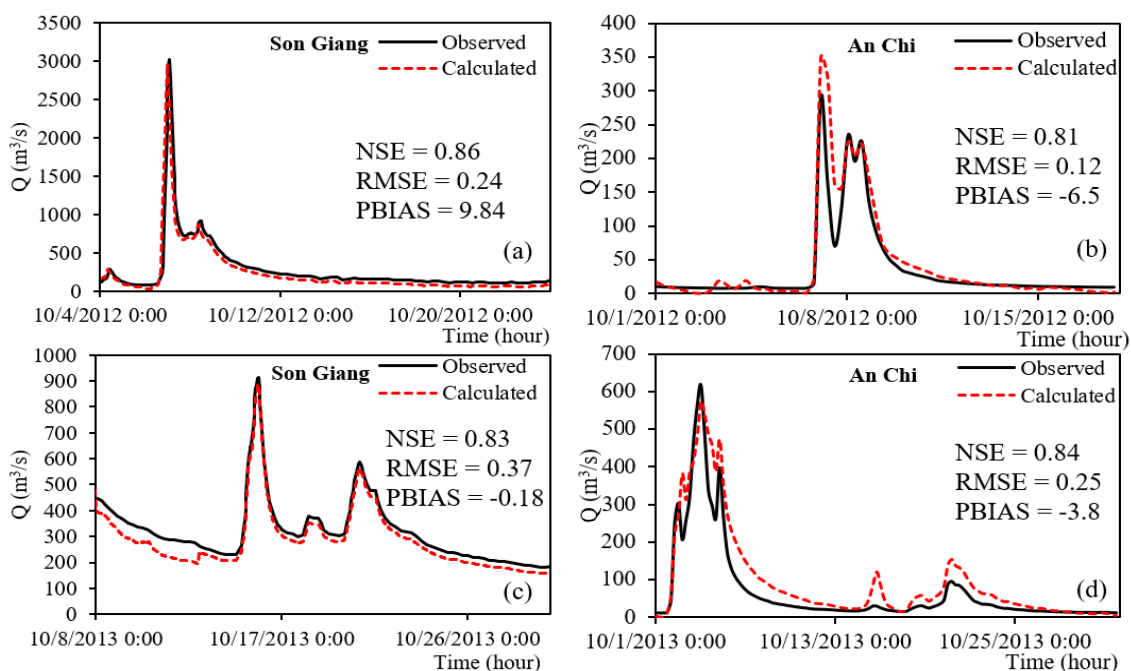 3500
3000
2500
2000
1500
1000
500
0
Q (m³/s)
Son Giang
Observed
Calculated
NSE = 0.86
RMSE = 0.24
PBIAS = 9.84
(a)
10/4/2012 0:00 10/12/2012 0:00 10/20/2012 0:00
Time (hour)
400
350
300
250
200
150
100
50
0
Q (m³/s)
An Chi
Observed
Calculated
NSE = 0.81
RMSE = 0.12
PBIAS = -6.5
(b)
10/1/2012 0:00 10/8/2012 0:00 10/15/2012 0:00
Time (hour)
1000
900
800
700
600
500
400
300
200
100
0
Q (m³/s)
Son Giang
Observed
Calculated
NSE = 0.83
RMSE = 0.37
PBIAS = -0.18
(c)
10/8/2013 0:00 10/17/2013 0:00 10/26/2013 0:00
Time (hour)
700
600
500
400
300
200
100
0
Q (m³/s)
An Chi
Observed
Calculated
NSE = 0.84
RMSE = 0.25
PBIAS = -3.8
(d)
10/1/2013 0:00 10/13/2013 0:00 10/25/2013 0:00
Time (hour)